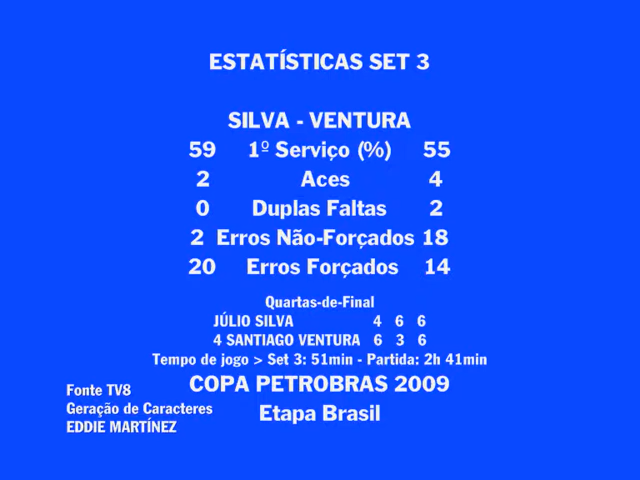 ESTATÍSTICAS SET 3
SILVA - VENTURA
59 1º Serviço (%) 55
2 Aces 4
0 Duplas Faltas 2
2 Erros Não-Forçados 18
20 Erros Forçados 14
Quartas-de-Final
JÚLIO SILVA 4 6 6
4 SANTIAGO VENTURA 6 3 6
Tempo de jogo > Set 3: 51min - Partida: 2h 41min
COPA PETROBRAS 2009
Etapa Brasil
Fonte TV8
Geração de Caracteres
EDDIE MARTÍNEZ